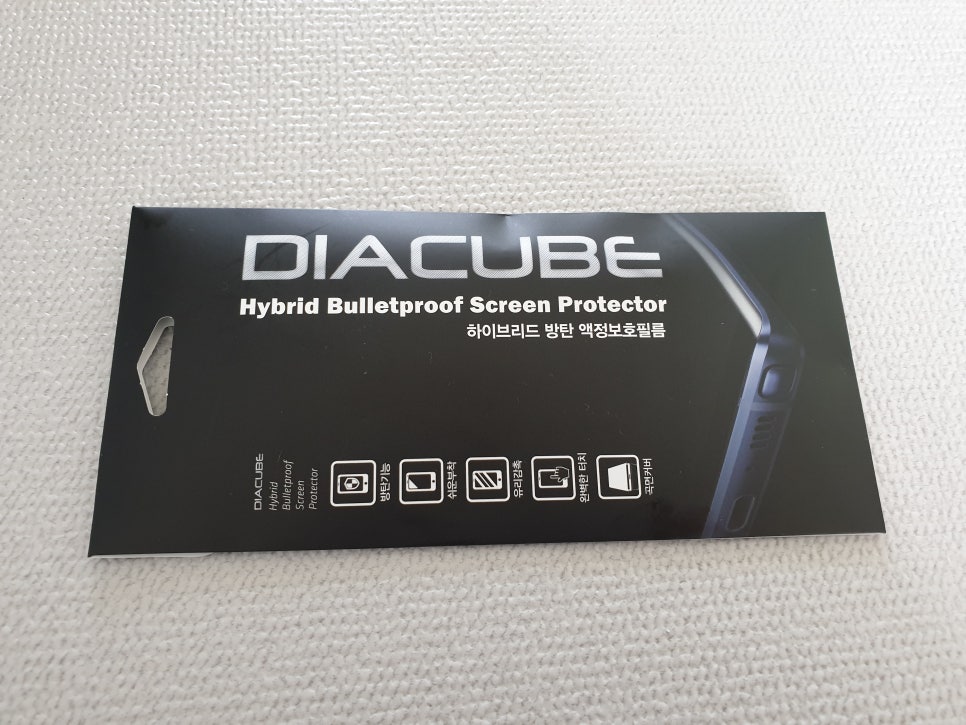 DIACUBE
Hybrid Bulletproof Screen Protector
하이브리드 방탄 액정보호필름
DIACUBE
Hybrid
Bulletproof
Screen
Protector
방탄기능
쉬운부착
유리감촉
완벽한 터치
곡면커버